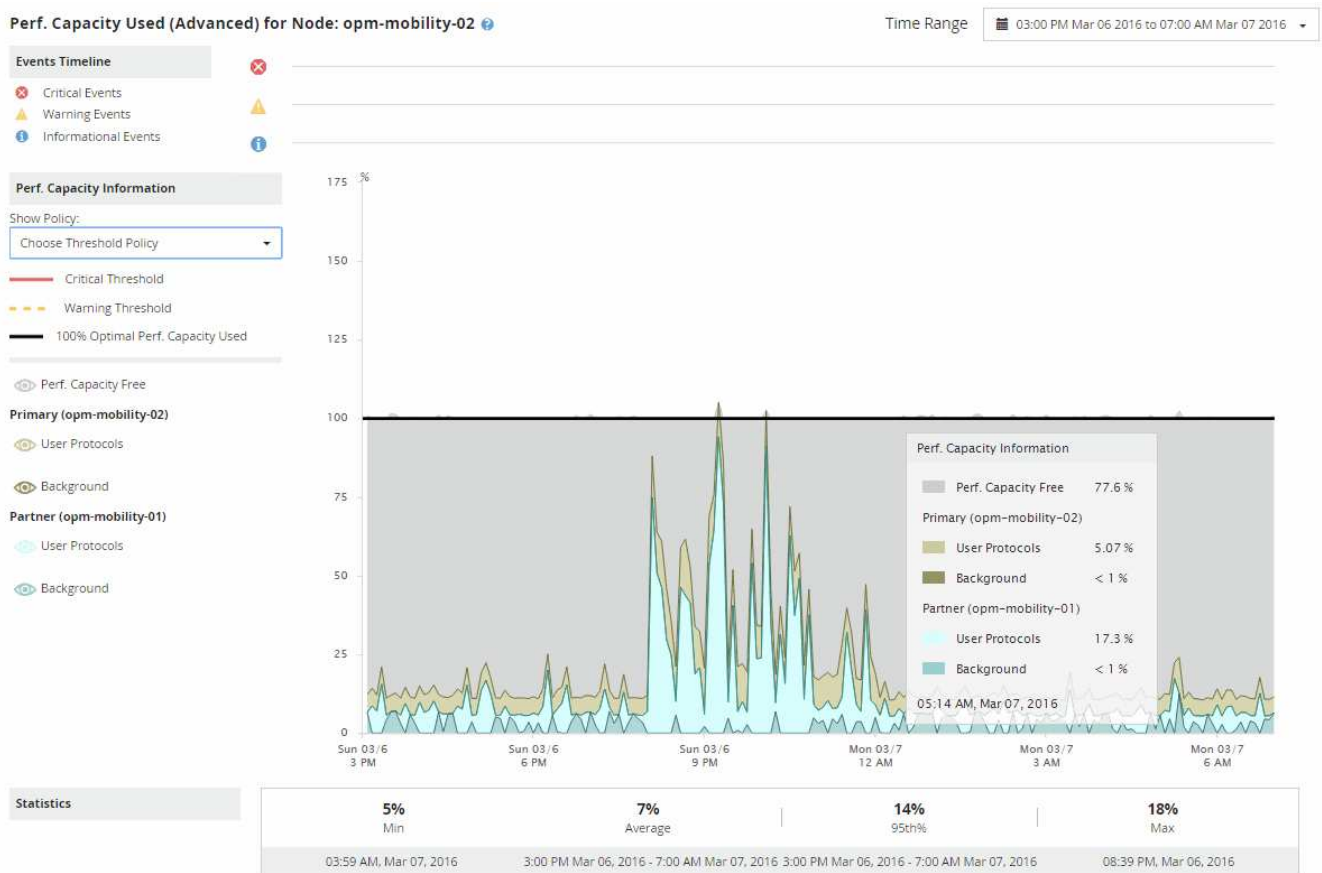 Perf. Capacity Used (Advanced) for Node: opm-mobility-02 ?
Time Range 03:00 PM Mar 06 2016 to 07:00 AM Mar 07 2016
Events Timeline
Critical Events
Warning Events
Informational Events
Perf. Capacity Information
Show Policy:
Choose Threshold Policy
Critical Threshold
Warning Threshold
100% Optimal Perf. Capacity Used
Perf. Capacity Free
Primary (opm-mobility-02)
User Protocols
Background
Partner (opm-mobility-01)
User Protocols
Background
175 %
150
125
100
75
50
25
0
Sun 03/6 3 PM
Sun 03/6 6 PM
Sun 03/6 9 PM
Mon 03/7 12 AM
Mon 03/7 3 AM
Mon 03/7 6 AM
Perf. Capacity Information
Perf. Capacity Free 77.6 %
Primary (opm-mobility-02)
User Protocols 5.07 %
Background < 1 %
Partner (opm-mobility-01)
User Protocols 17.3 %
Background < 1 %
05:14 AM, Mar 07, 2016
Statistics
5% 7% 14% 18%
Min Average 95th% Max
03:59 AM, Mar 07, 2016 3:00 PM Mar 06, 2016 - 7:00 AM Mar 07, 2016 3:00 PM Mar 06, 2016 - 7:00 AM Mar 07, 2016 08:39 PM, Mar 06, 2016